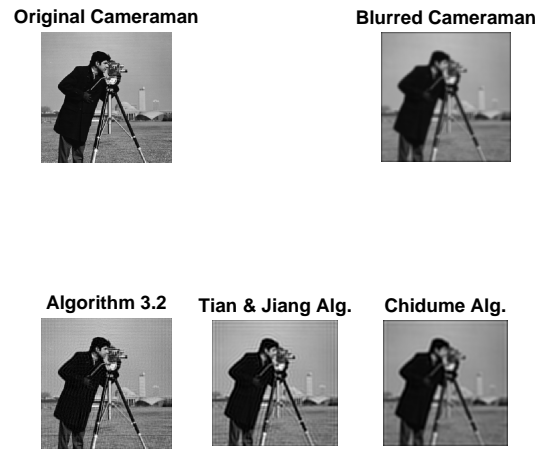 Original Cameraman
Blurred Cameraman
Algorithm 3.2
Tian & Jiang Alg.
Chidume Alg.